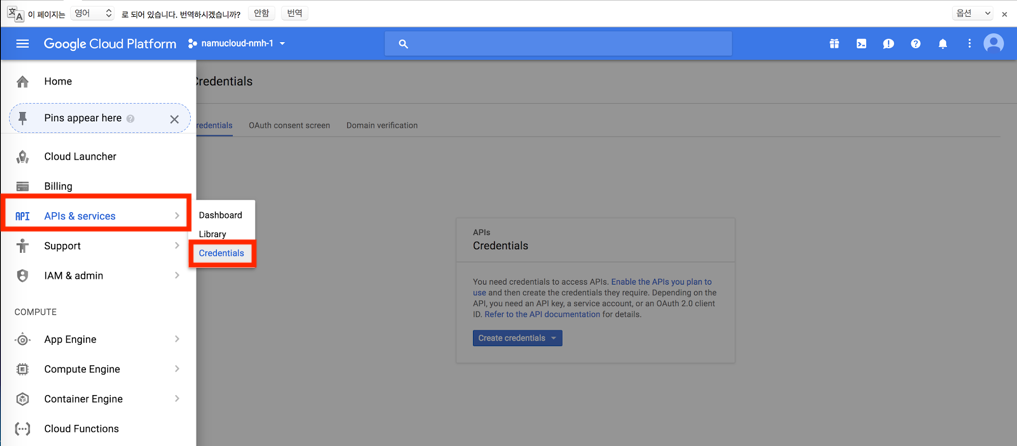 이 페이지는 영어 로 되어 있습니다. 번역하시겠습니까? 안함 번역 옵션
Google Cloud Platform namucloud-nmh-1
Home
Pins appear here
Cloud Launcher
Billing
API APIs & services
Support
IAM & admin
COMPUTE
App Engine
Compute Engine
Container Engine
Cloud Functions
Dashboard
Library
Credentials
Credentials
redentials OAuth consent screen Domain verification
APIs
Credentials
You need credentials to access APIs. Enable the APIs you plan to
use and then create the credentials they require. Depending on the
API, you need an API key, a service account, or an OAuth 2.0 client
ID. Refer to the API documentation for details.
Create credentials